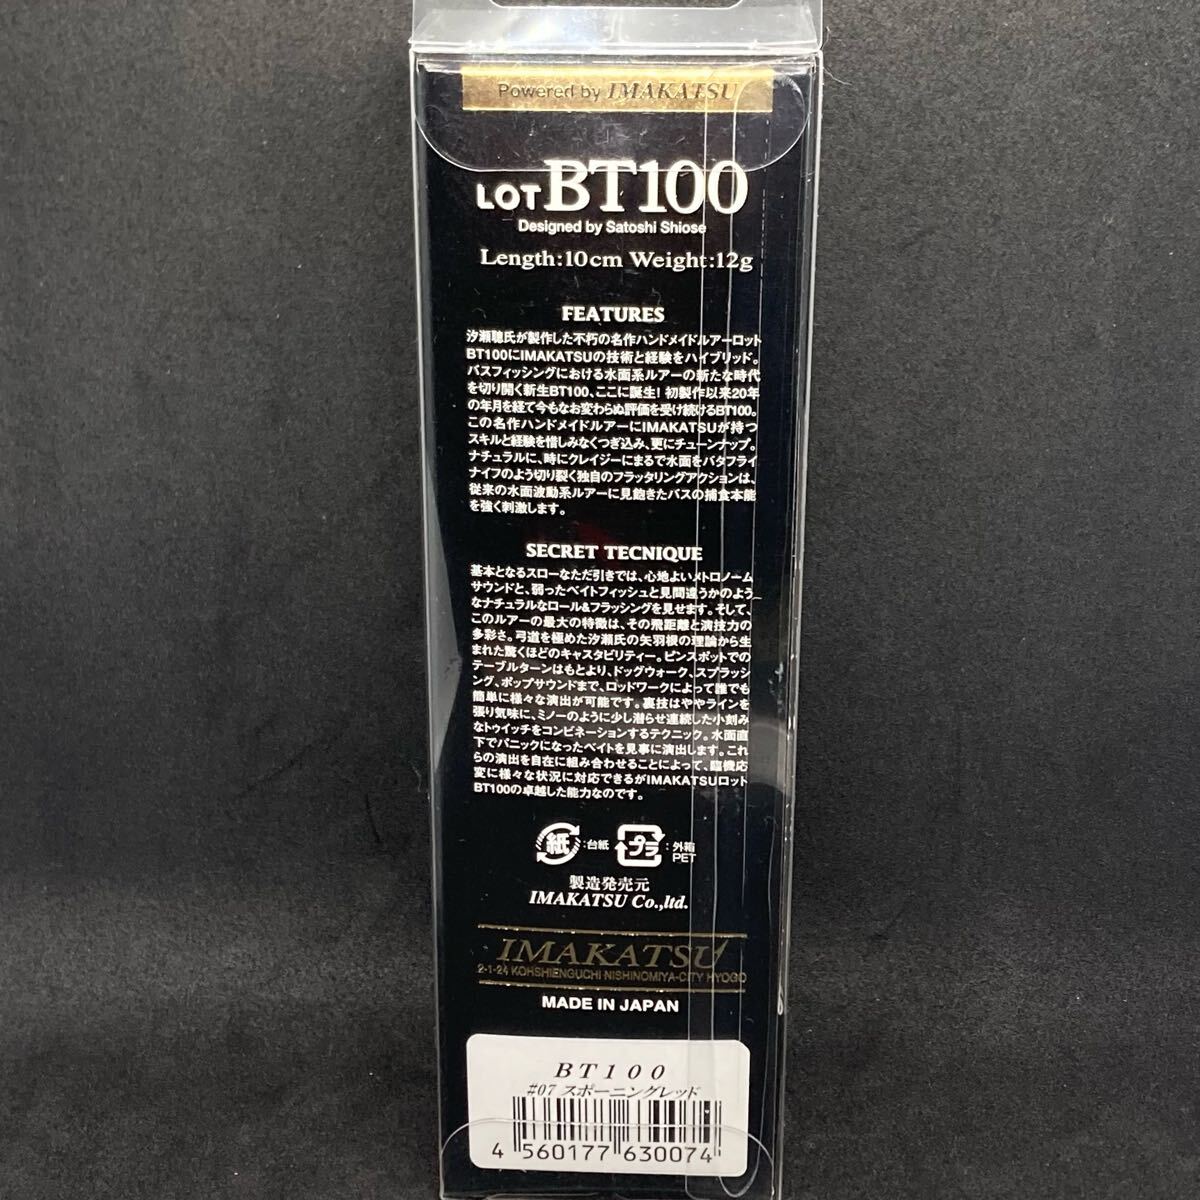 Powered by IMAKATSU
LOT BT100
Designed by Satoshi Shiose
Length:10cm Weight:12g
FEATURES
汐瀬聰氏が製作した不朽の名作ハンドメイドルアーロット
BT100にIMAKATSUの技術と経験をハイブリッド。
バスフィッシングにおける水面系ルアーの新たな時代
を切り開く新生BT100、ここに誕生! 初製作以来20年
の年月を経て今もなお変わらぬ評価を受け続けるBT100。
この名作ハンドメイドルアーにIMAKATSUが持つ
スキルと経験を惜しみなくつぎ込み、更にチューンナップ。
ナチュラルに、時にクレイジーにまるで水面をバタフライ
ナイフのよう切り裂く独自のフラッタリングアクションは、
従来の水面波動系ルアーに見飽きたバスの捕食本能
を強く刺激します。
SECRET TECNIQUE
基本となるスローなただ引きでは、心地よいメトロノーム
サウンドと、弱ったベイトフィッシュと見間違うかのよう
なナチュラルなロール&フラッシングを見せます。そして、
このルアーの最大の特徴は、その飛距離と演技力の
多彩さ。弓道を極めた汐瀬氏の矢羽根の理論から生
まれた驚くほどのキャスタビリティー。ピンスポットでの
テーブルターンはもとより、ドッグウォーク、スプラッシ
ング、ポップサウンドまで、ロッドワークによって誰でも
簡単に様々な演出が可能です。裏技はややラインを
張り気味に、ミノーのように少し潜らせ連続した小刻み
なトゥイッチをコンビネーションするテクニック。水面直
下でパニックになったベイトを見事に演出します。これ
らの演出を自在に組み合わせることによって、臨機応
変に様々な状況に対応できるがIMAKATSUロット
BT100の卓越した能力なのです。
紙 :台紙 プラ :外箱
PET
製造発売元
IMAKATSU Co.,ltd.
IMAKATSU
2-1-24 KOHSHIENGUCHI NISHINOMIYA-CITY HYOGO
MADE IN JAPAN
BT100
#07 スポーニングレッド
4 560177 630074